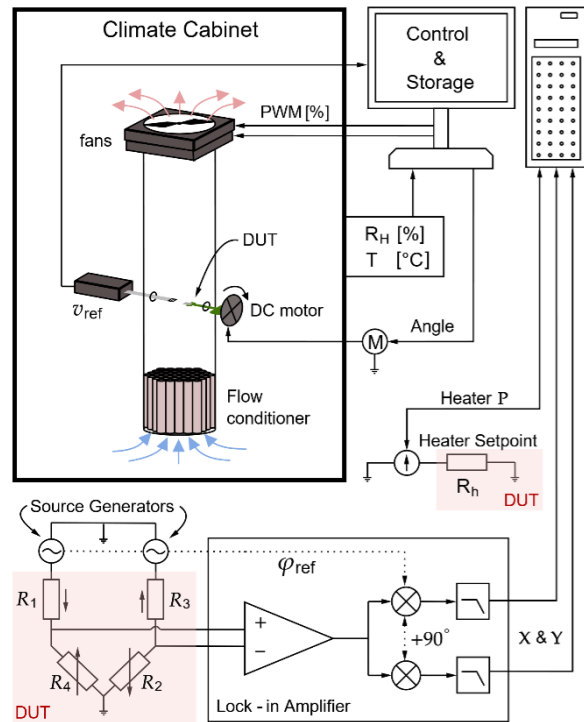 Climate Cabinet
Control
&
Storage
PWM [%]
fans
R_H [%]
T [°C]
DUT
v_ref
DC motor
Angle
M
Flow
conditioner
Heater P
Heater Setpoint
R_h
DUT
Source Generators
φ_ref
R_1
R_3
+
−
+90°
X & Y
R_4
R_2
DUT
Lock - in Amplifier